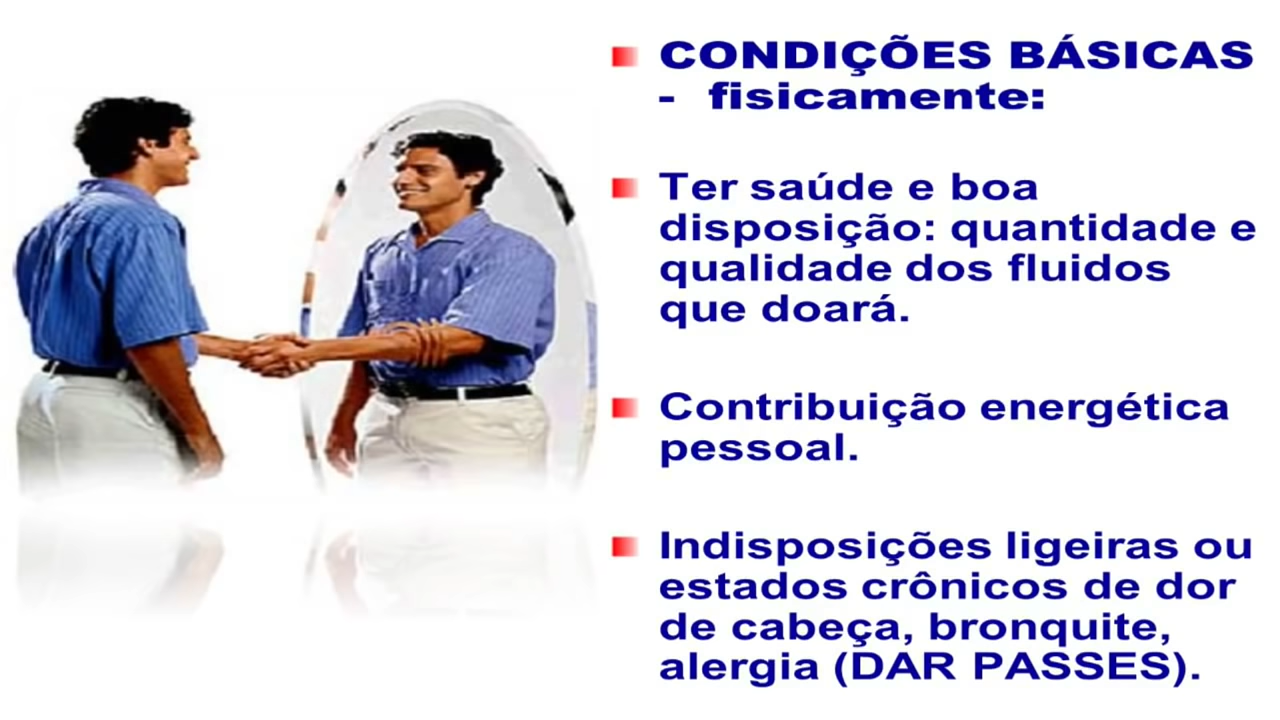 CONDIÇÕES BÁSICAS
- fisicamente:
Ter saúde e boa
disposição: quantidade e
qualidade dos fluidos
que doará.
Contribuição energética
pessoal.
Indisposições ligeiras ou
estados crônicos de dor
de cabeça, bronquite,
alergia (DAR PASSES).